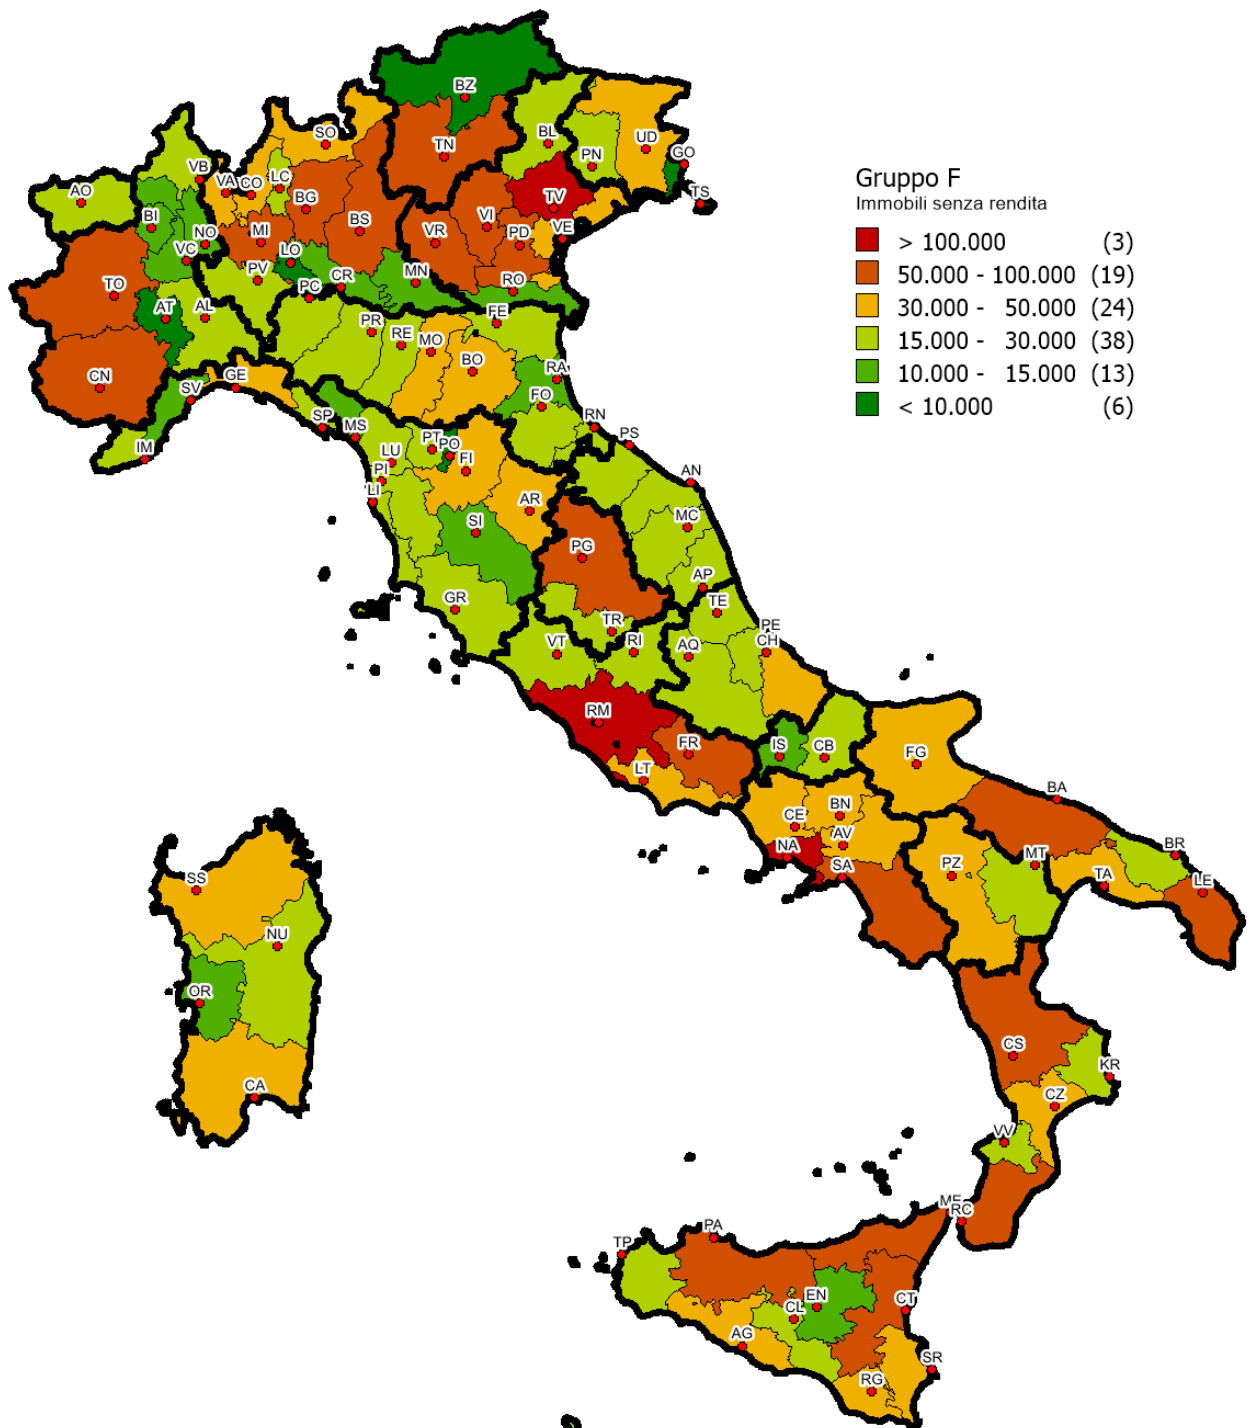 BZ
SO
TN
BL
UD
PN
GO
TS
VB
VA
CO
LC
AO
BI
BG
BS
TV
VI
VR
PD
VE
NO
MI
VC
LO
TO
PV
PC
CR
MN
RO
AT
AL
PR
RE
MO
FE
BO
CN
SV
GE
RA
FO
SP
MS
RN
PS
IM
LU
PT
PO
FI
PI
LI
AR
AN
SI
MC
PG
GR
AP
TE
TR
VT
RI
AQ
PE
CH
RM
FR
IS
CB
LT
FG
CE
BN
AV
NA
SA
BA
PZ
MT
TA
BR
LE
SS
NU
OR
CA
CS
KR
CZ
VV
ME
RC
TP
PA
EN
CL
CT
AG
SR
RG
Gruppo F
Immobili senza rendita
> 100.000 (3)
50.000 - 100.000 (19)
30.000 - 50.000 (24)
15.000 - 30.000 (38)
10.000 - 15.000 (13)
< 10.000 (6)